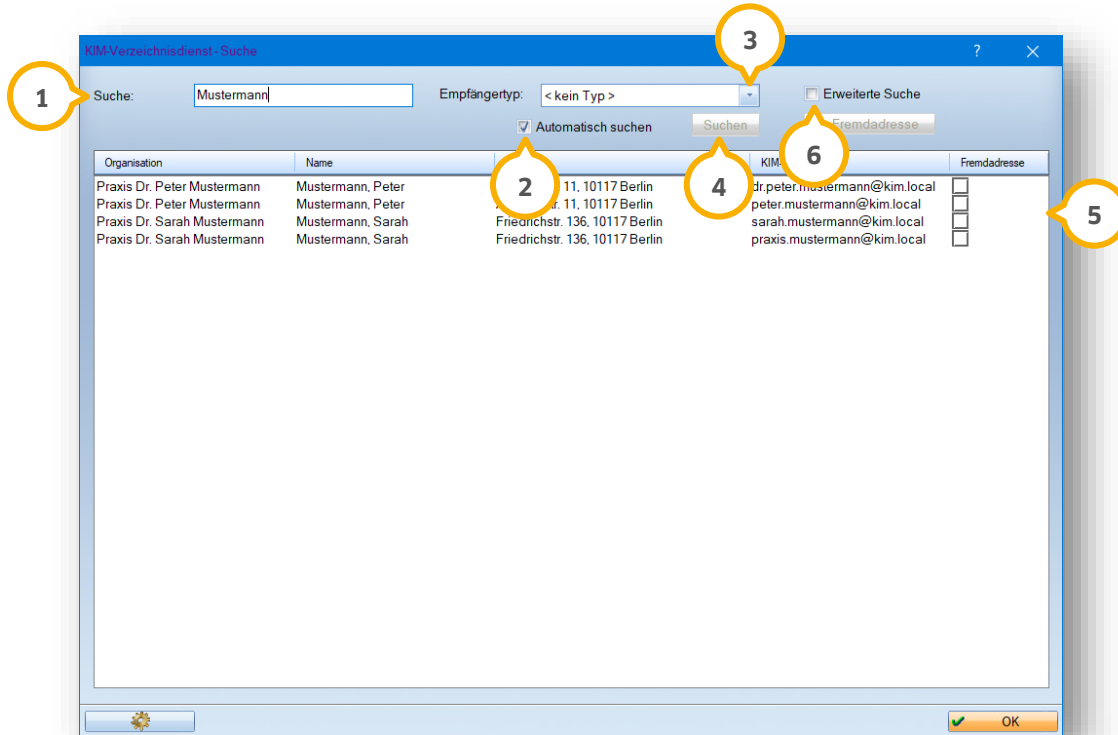 3
KIM-Verzeichnisdienst - Suche ?
1 Suche: Mustermann Empfängertyp: < kein Typ > Erweiterte Suche
Automatisch suchen Suchen Fremdadresse
2 4 6
Organisation Name Fremdadresse
Praxis Dr. Peter Mustermann Mustermann, Peter 11, 10117 Berlin dr.peter.mustermann@kim.local
Praxis Dr. Peter Mustermann Mustermann, Peter 11, 10117 Berlin peter.mustermann@kim.local
5
Praxis Dr. Sarah Mustermann Mustermann, Sarah Friedrichstr. 136, 10117 Berlin sarah.mustermann@kim.local
Praxis Dr. Sarah Mustermann Mustermann, Sarah Friedrichstr. 136, 10117 Berlin praxis.mustermann@kim.local
OK